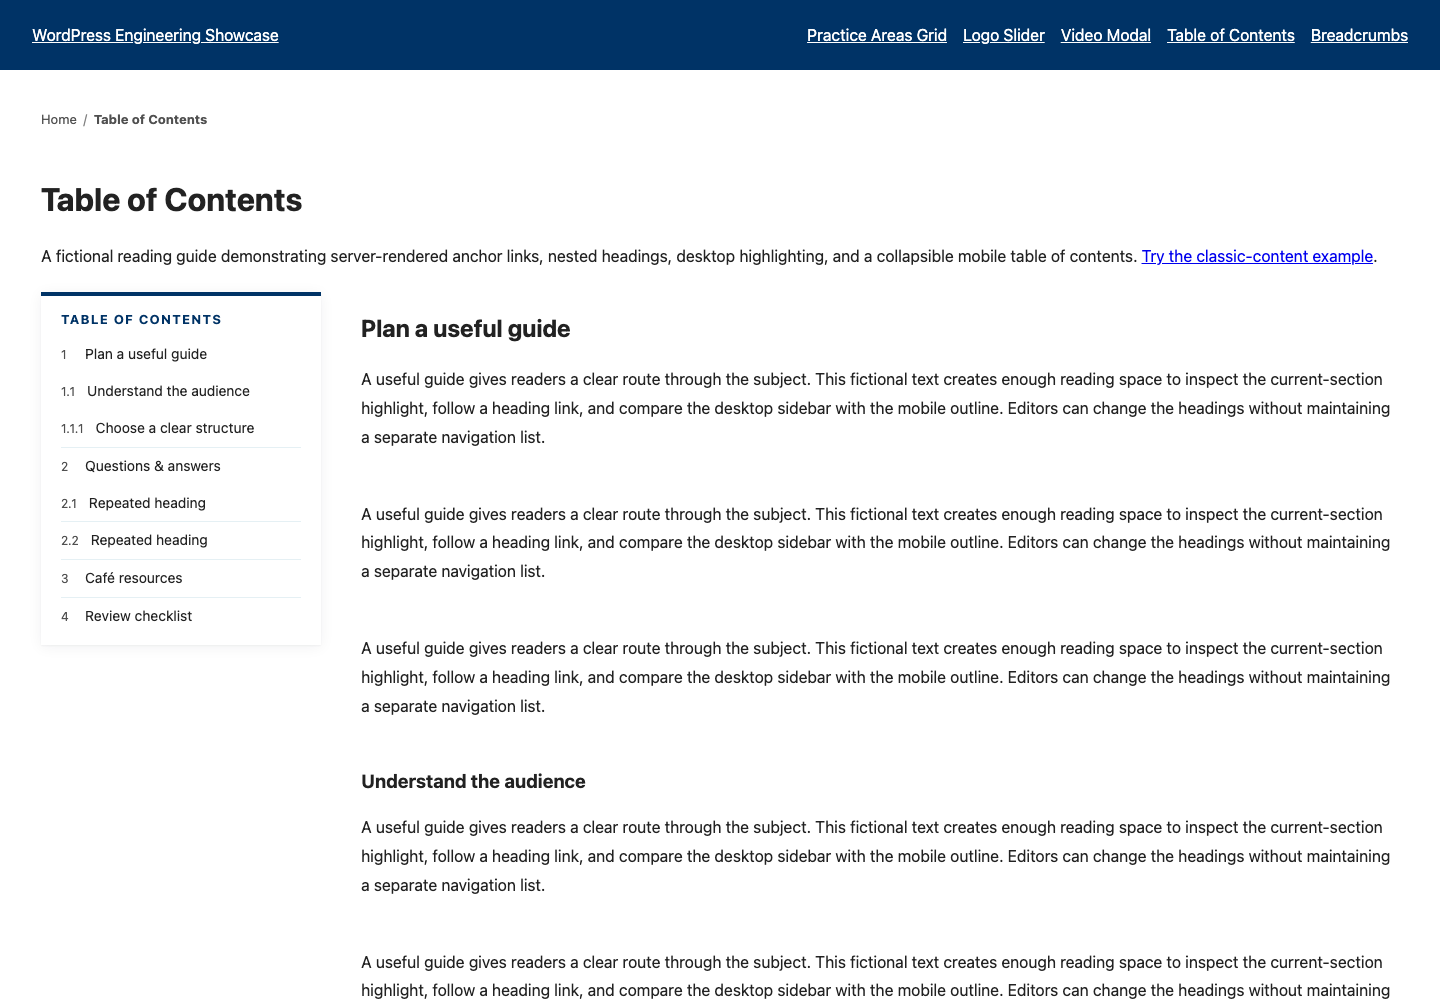 WordPress Engineering Showcase
Practice Areas Grid Logo Slider Video Modal Table of Contents Breadcrumbs
Home / Table of Contents
Table of Contents
A fictional reading guide demonstrating server-rendered anchor links, nested headings, desktop highlighting, and a collapsible mobile table of contents. Try the classic-content example.
TABLE OF CONTENTS
1 Plan a useful guide
1.1 Understand the audience
1.1.1 Choose a clear structure
2 Questions & answers
2.1 Repeated heading
2.2 Repeated heading
3 Café resources
4 Review checklist
Plan a useful guide
A useful guide gives readers a clear route through the subject. This fictional text creates enough reading space to inspect the current-section
highlight, follow a heading link, and compare the desktop sidebar with the mobile outline. Editors can change the headings without maintaining
a separate navigation list.
A useful guide gives readers a clear route through the subject. This fictional text creates enough reading space to inspect the current-section
highlight, follow a heading link, and compare the desktop sidebar with the mobile outline. Editors can change the headings without maintaining
a separate navigation list.
A useful guide gives readers a clear route through the subject. This fictional text creates enough reading space to inspect the current-section
highlight, follow a heading link, and compare the desktop sidebar with the mobile outline. Editors can change the headings without maintaining
a separate navigation list.
Understand the audience
A useful guide gives readers a clear route through the subject. This fictional text creates enough reading space to inspect the current-section
highlight, follow a heading link, and compare the desktop sidebar with the mobile outline. Editors can change the headings without maintaining
a separate navigation list.
A useful guide gives readers a clear route through the subject. This fictional text creates enough reading space to inspect the current-section
highlight, follow a heading link, and compare the desktop sidebar with the mobile outline. Editors can change the headings without maintaining